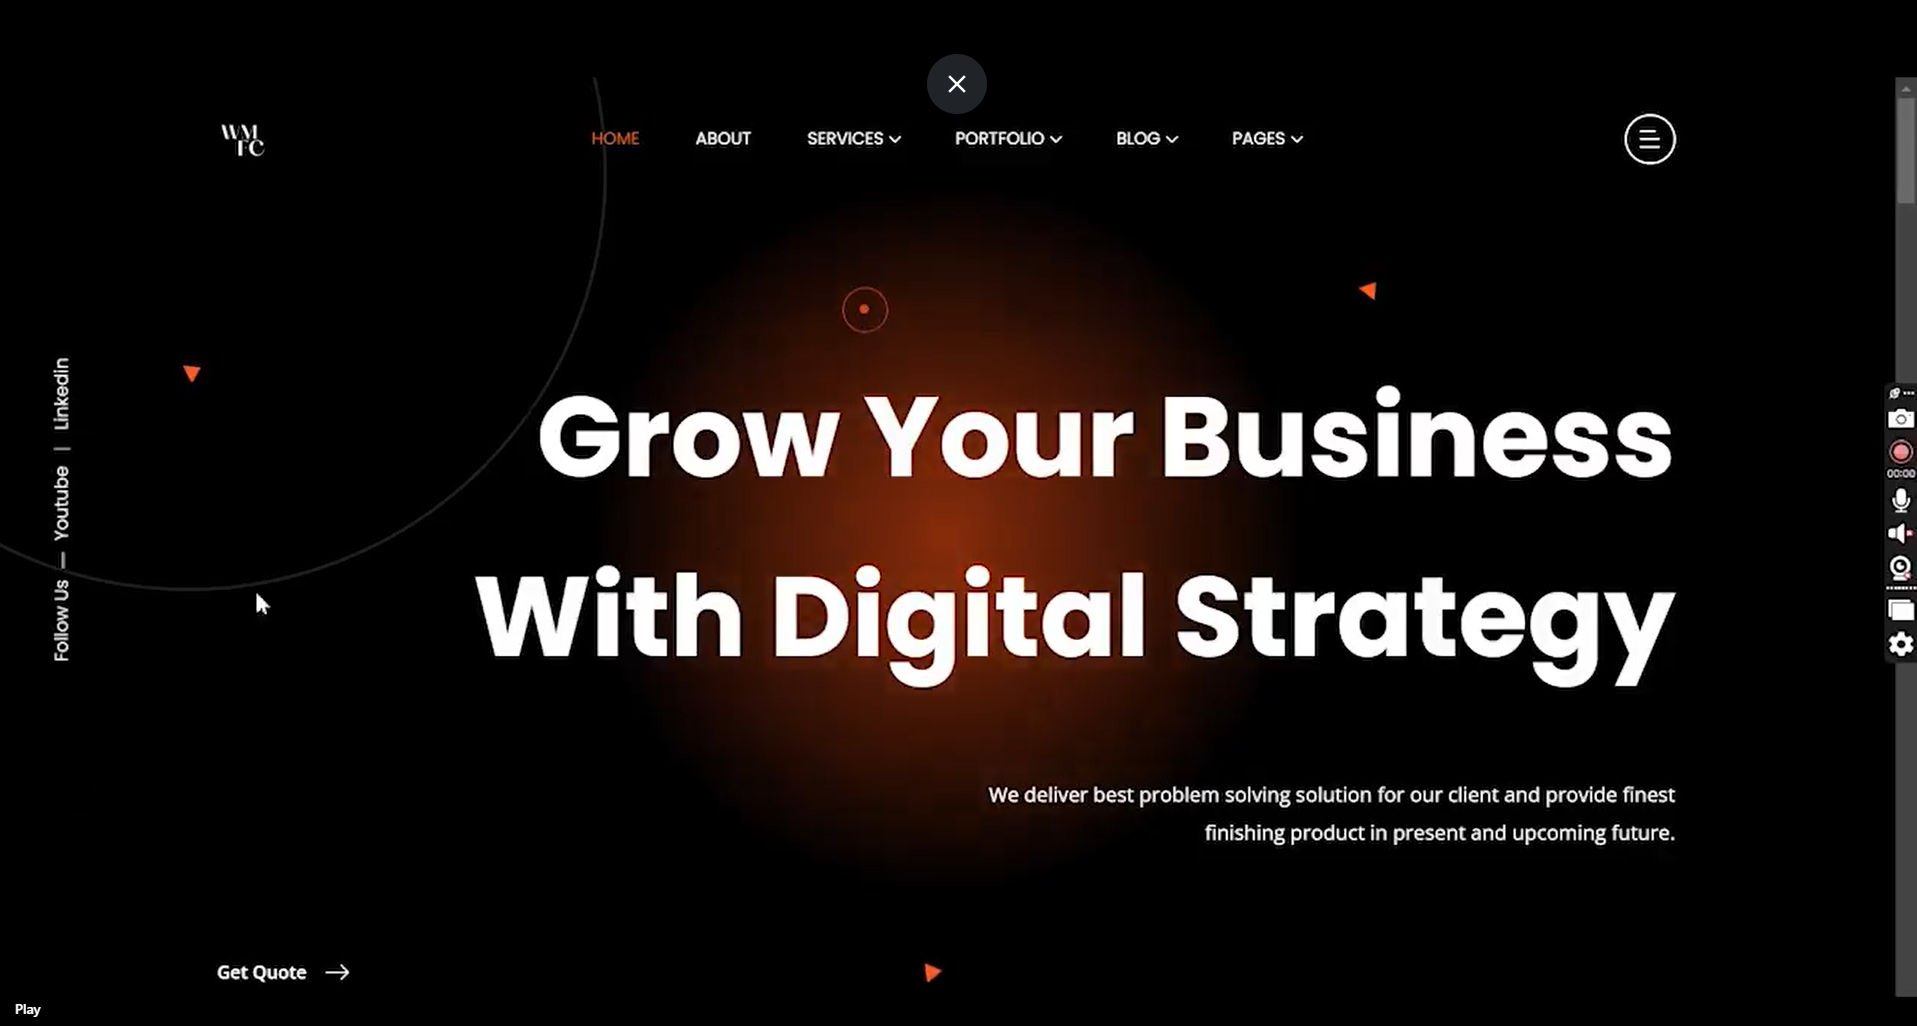 WM
FC
HOME
ABOUT
SERVICES
PORTFOLIO
BLOG
PAGES
Follow Us — Youtube | Linkedin
Grow Your Business
With Digital Strategy
We deliver best problem solving solution for our client and provide finest
finishing product in present and upcoming future.
Get Quote
Play
00:00